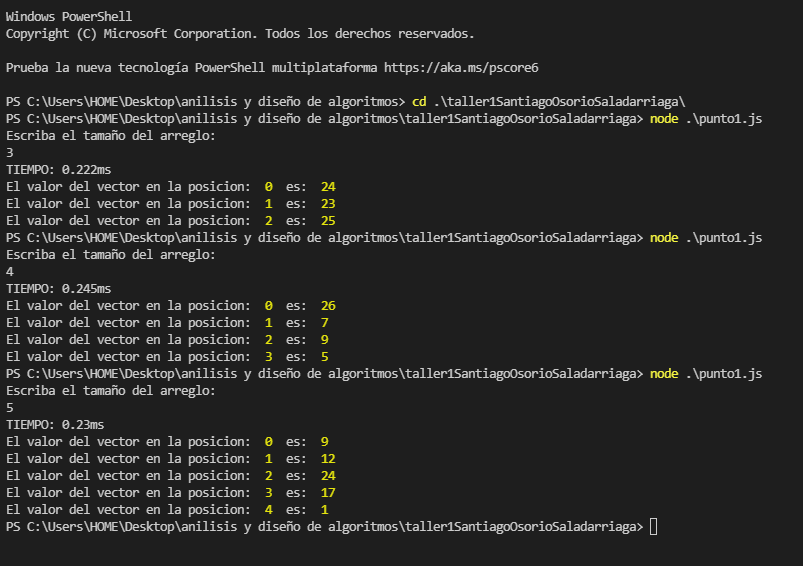 Windows PowerShell
Copyright (C) Microsoft Corporation. Todos los derechos reservados.
Prueba la nueva tecnología PowerShell multiplataforma https://aka.ms/pscore6
PS C:\Users\HOME\Desktop\anilisis y diseño de algoritmos> cd .\taller1SantiagoOsorioSaladarriaga\
PS C:\Users\HOME\Desktop\anilisis y diseño de algoritmos\taller1SantiagoOsorioSaladarriaga> node .\punto1.js
Escriba el tamaño del arreglo:
3
TIEMPO: 0.222ms
El valor del vector en la posicion:  0  es:  24
El valor del vector en la posicion:  1  es:  23
El valor del vector en la posicion:  2  es:  25
PS C:\Users\HOME\Desktop\anilisis y diseño de algoritmos\taller1SantiagoOsorioSaladarriaga> node .\punto1.js
Escriba el tamaño del arreglo:
4
TIEMPO: 0.245ms
El valor del vector en la posicion:  0  es:  26
El valor del vector en la posicion:  1  es:  7
El valor del vector en la posicion:  2  es:  9
El valor del vector en la posicion:  3  es:  5
PS C:\Users\HOME\Desktop\anilisis y diseño de algoritmos\taller1SantiagoOsorioSaladarriaga> node .\punto1.js
Escriba el tamaño del arreglo:
5
TIEMPO: 0.23ms
El valor del vector en la posicion:  0  es:  9
El valor del vector en la posicion:  1  es:  12
El valor del vector en la posicion:  2  es:  24
El valor del vector en la posicion:  3  es:  17
El valor del vector en la posicion:  4  es:  1
PS C:\Users\HOME\Desktop\anilisis y diseño de algoritmos\taller1SantiagoOsorioSaladarriaga>